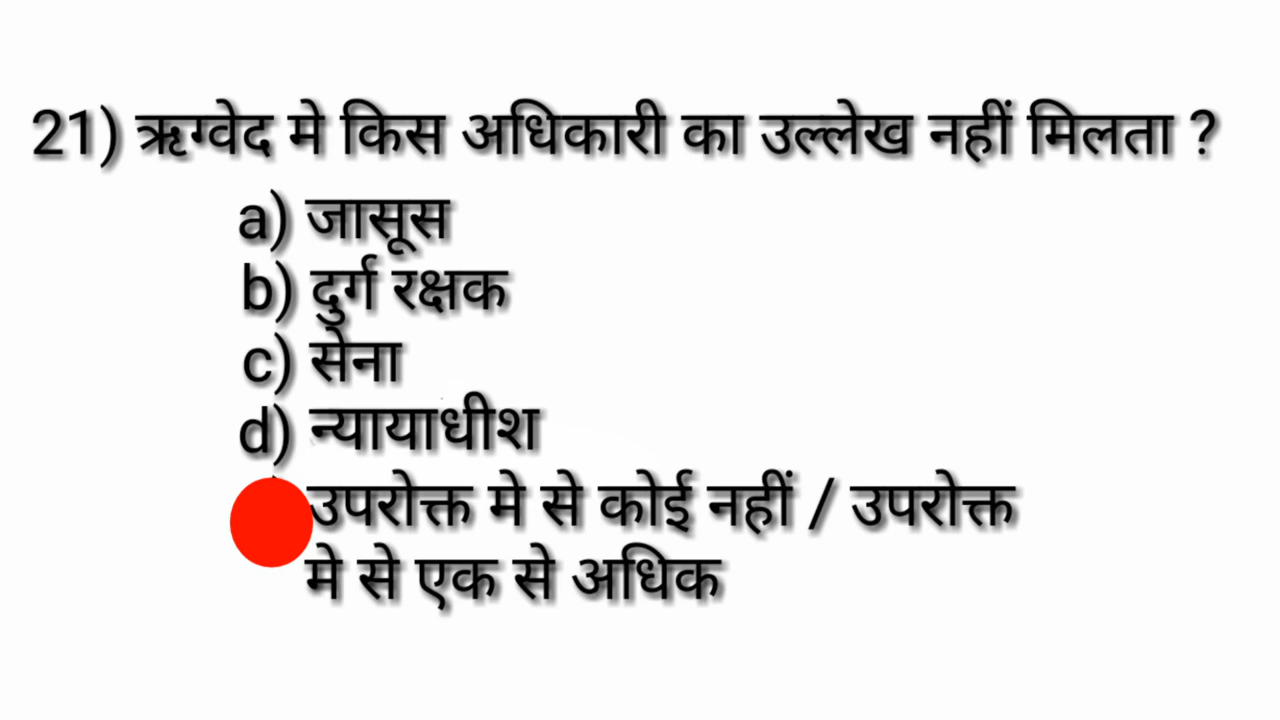 21) ऋग्वेद मे किस अधिकारी का उल्लेख नहीं मिलता ?
a) जासूस
b) दुर्ग रक्षक
c) सेना
d) न्यायाधीश
उपरोक्त मे से कोई नहीं / उपरोक्त
मे से एक से अधिक